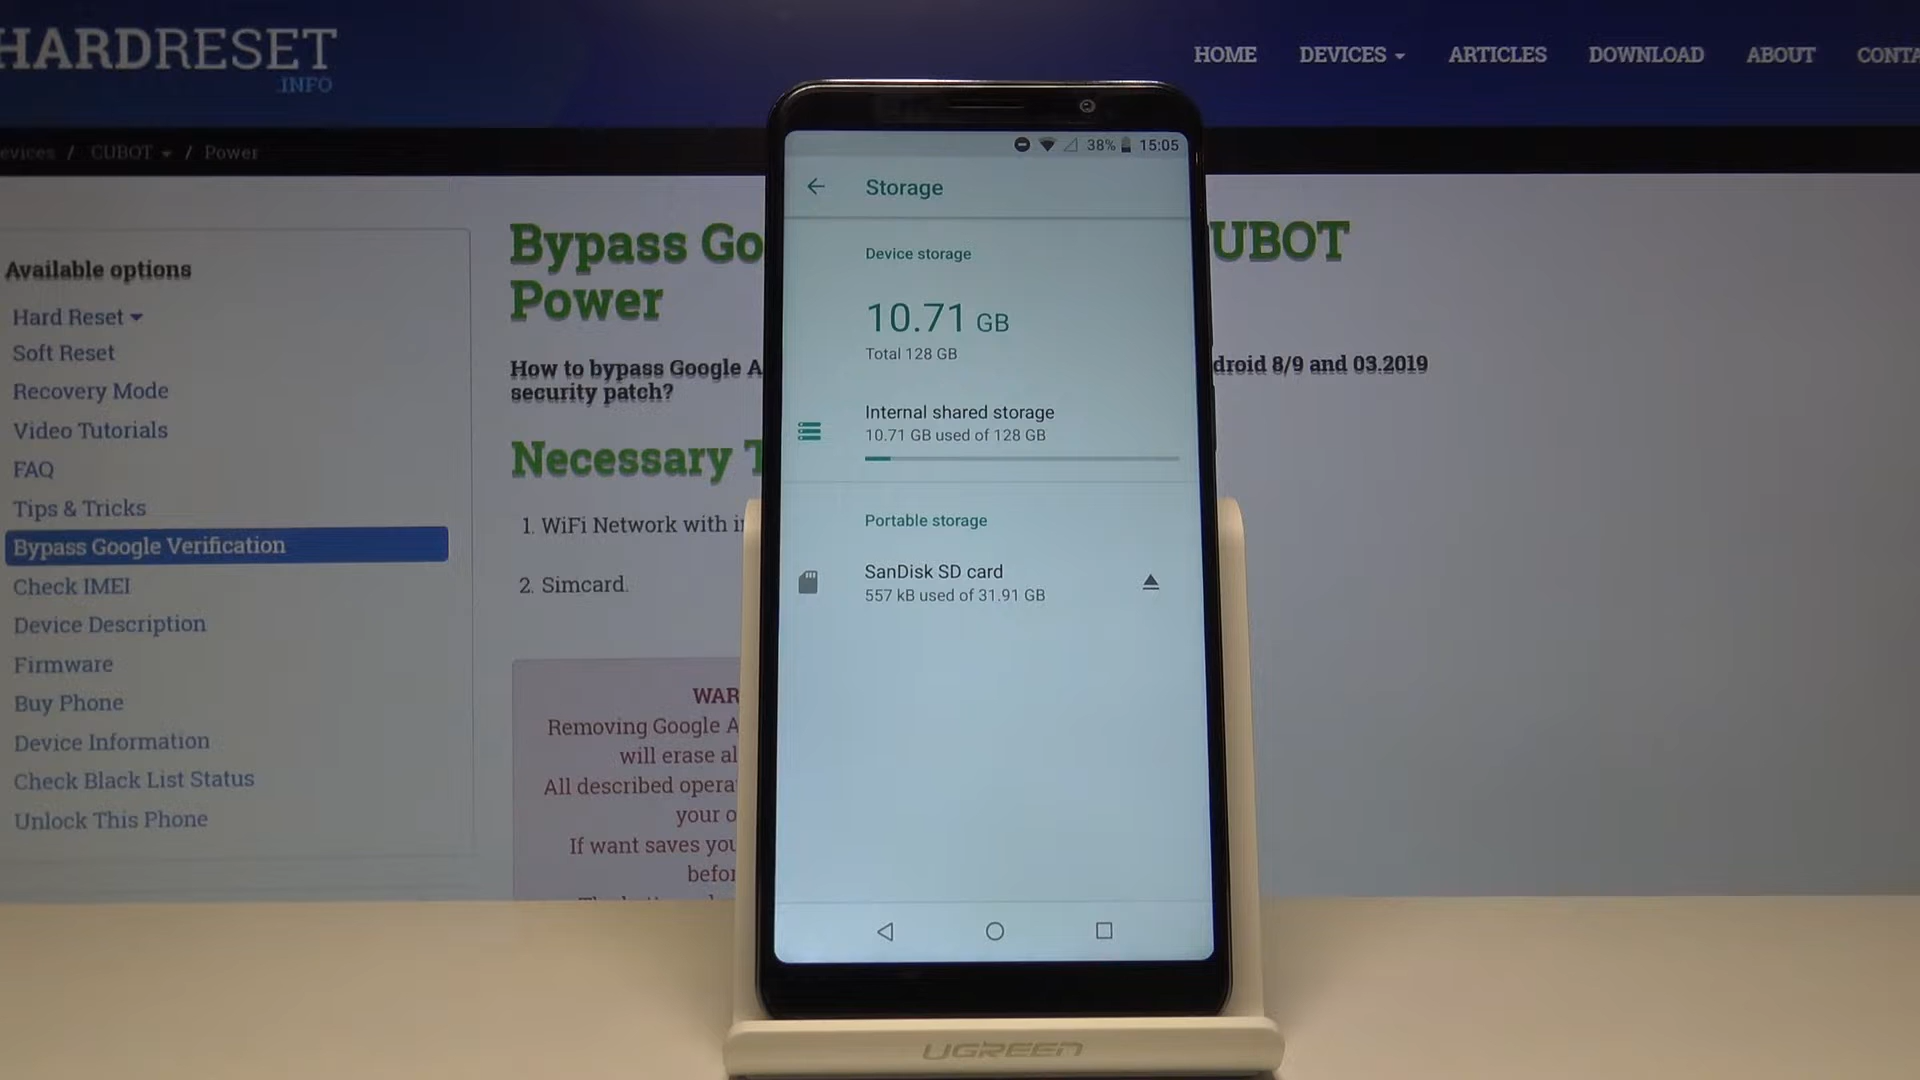 HARDRESET
.INFO
HOME DEVICES ARTICLES DOWNLOAD ABOUT CONTA
evices / CUBOT / Power
Available options
Hard Reset
Soft Reset
Recovery Mode
Video Tutorials
FAQ
Tips & Tricks
Bypass Google Verification
Check IMEI
Device Description
Firmware
Buy Phone
Device Information
Check Black List Status
Unlock This Phone
Bypass Go UBOT
Power
How to bypass Google A droid 8/9 and 03.2019
security patch?
Necessary T
1. WiFi Network with i
2. Simcard.
WAR
Removing Google A
will erase al
All described opera
your o
If want saves you
befor
38% 15:05
Storage
Device storage
10.71 GB
Total 128 GB
Internal shared storage
10.71 GB used of 128 GB
Portable storage
SanDisk SD card
557 kB used of 31.91 GB
UGREEN